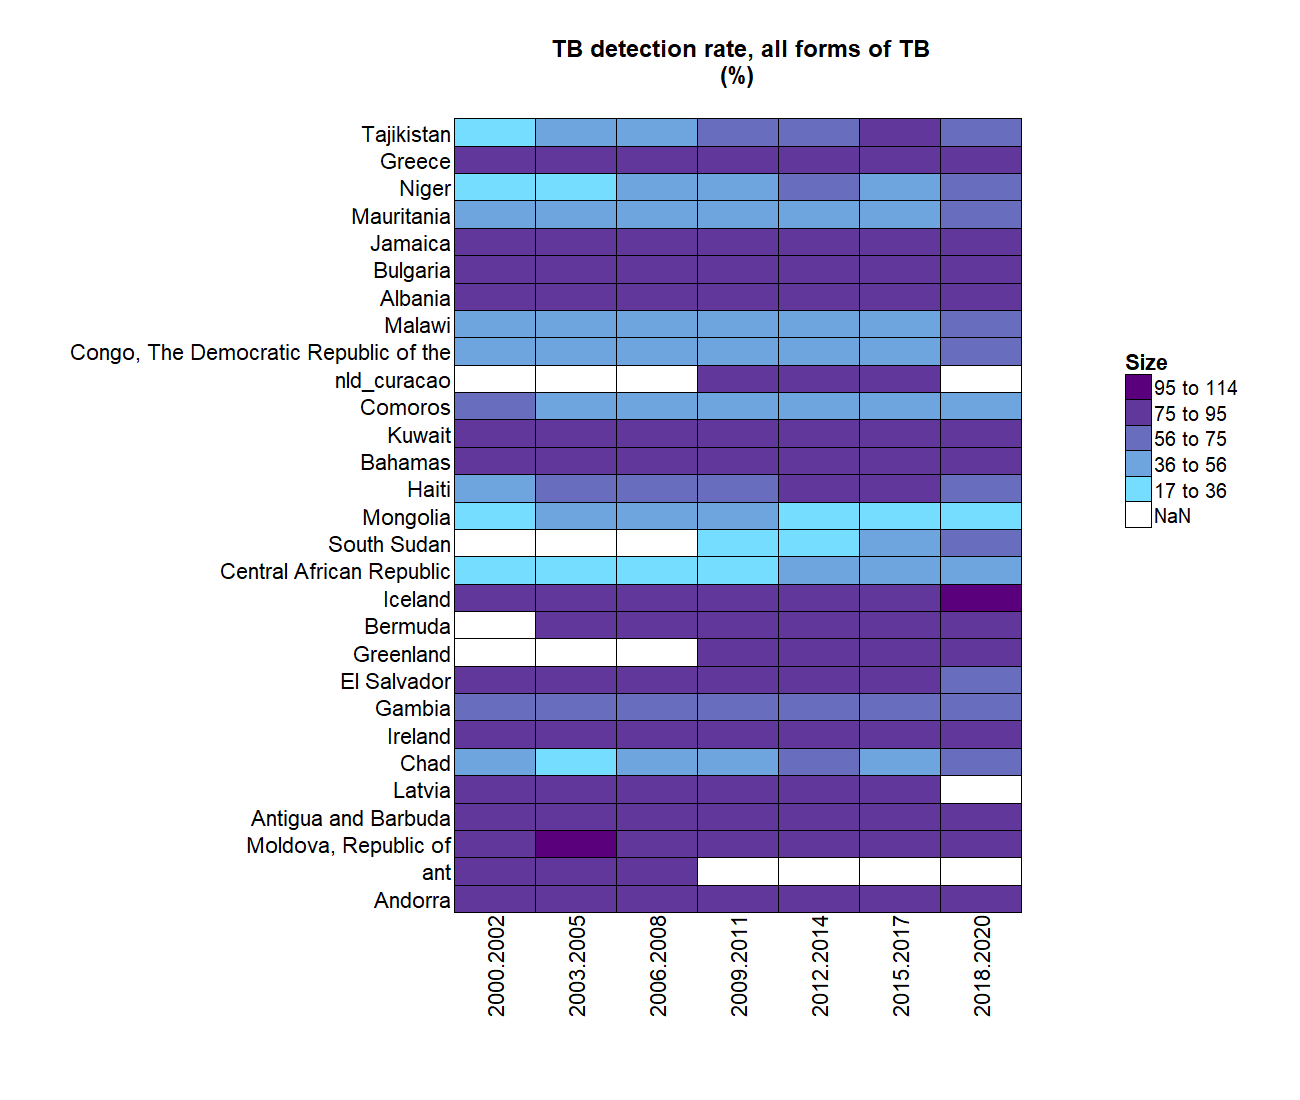 TB detection rate, all forms of TB
(%)
Tajikistan
Greece
Niger
Mauritania
Jamaica
Bulgaria
Albania
Malawi
Congo, The Democratic Republic of the
nld_curacao
Comoros
Kuwait
Bahamas
Haiti
Mongolia
South Sudan
Central African Republic
Iceland
Bermuda
Greenland
El Salvador
Gambia
Ireland
Chad
Latvia
Antigua and Barbuda
Moldova, Republic of
ant
Andorra
2000.2002
2003.2005
2006.2008
2009.2011
2012.2014
2015.2017
2018.2020
Size
95 to 114
75 to 95
56 to 75
36 to 56
17 to 36
NaN